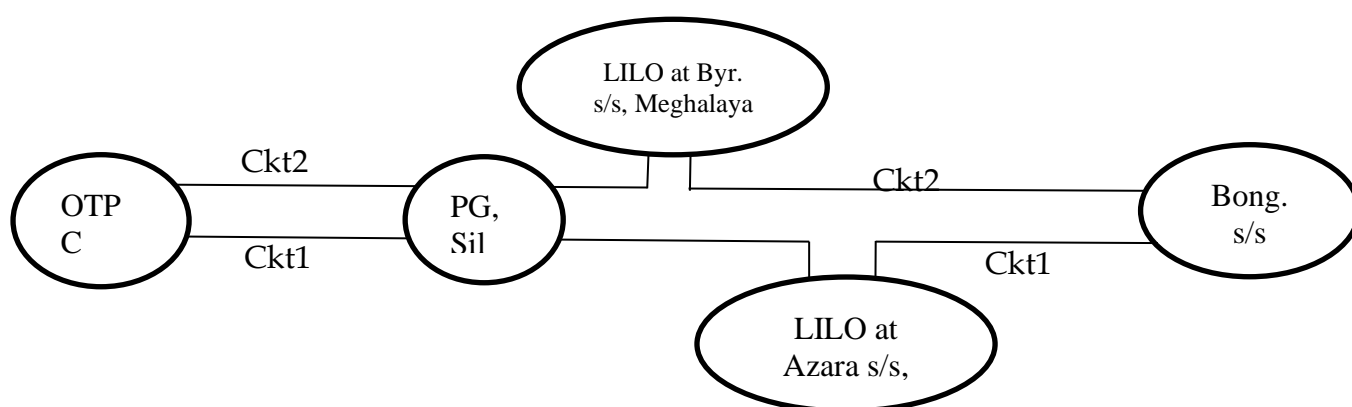 LILO at Byr.
s/s, Meghalaya
Ckt2
Ckt2
OTP
C
PG,
Sil
Bong.
s/s
Ckt1
Ckt1
LILO at
Azara s/s,